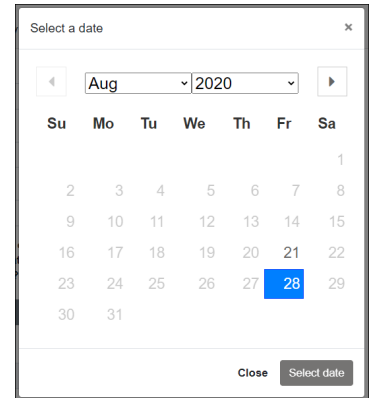 Select a date ×
Aug 2020
Su Mo Tu We Th Fr Sa
1
2 3 4 5 6 7 8
9 10 11 12 13 14 15
16 17 18 19 20 21 22
23 24 25 26 27 28 29
30 31
Close Select date